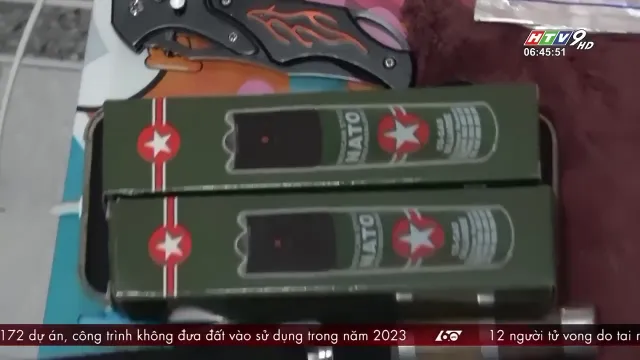 HTV9 HD
06:45:51
NATO
NATO
172 dự án, công trình không đưa đất vào sử dụng trong năm 2023
60
12 người tử vong do tai n